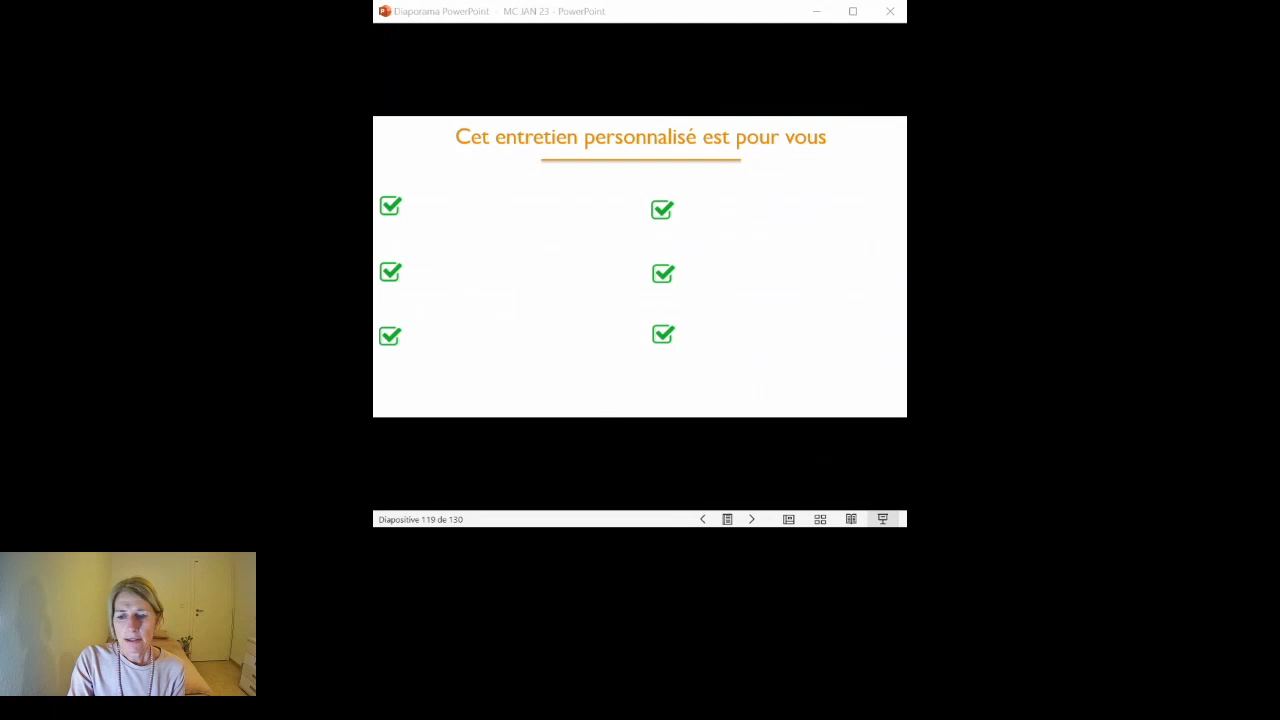 Diaporama PowerPoint - MC JAN 23 - PowerPoint
Cet entretien personnalisé est pour vous
Diapositive 119 de 130